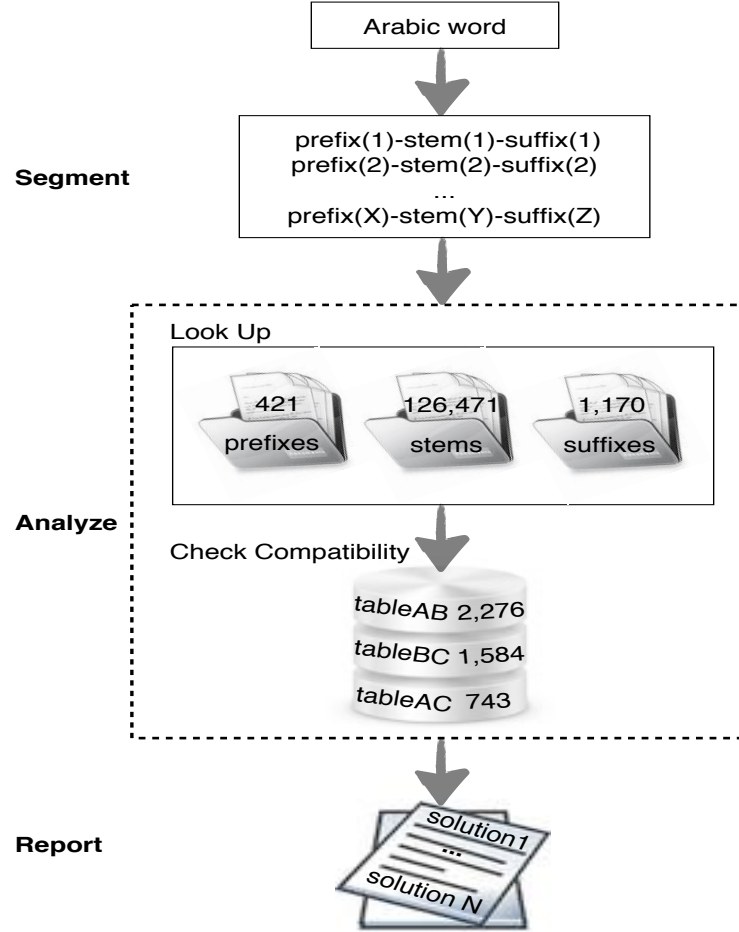 Arabic word
Segment
prefix(1)-stem(1)-suffix(1)
prefix(2)-stem(2)-suffix(2)
...
prefix(X)-stem(Y)-suffix(Z)
Look Up
421
prefixes
126,471
stems
1,170
suffixes
Analyze
Check Compatibility
tableAB 2,276
tableBC 1,584
tableAC 743
Report
solution1
...
solution N